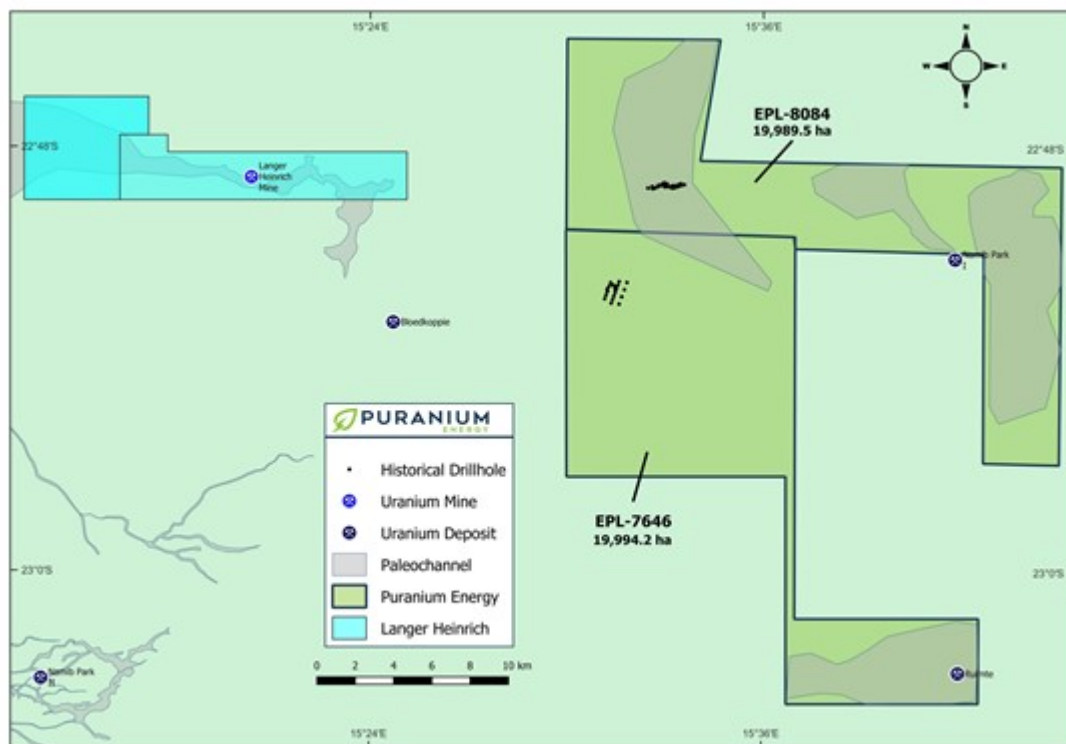 15°24'E
15°36'E
N
W
E
S
EPL-8084
19,989.5 ha
22°48'S
22°48'S
Langer
Heinrich
Mine
Namib Park
I
Bloedkoppie
PURANIUM
ENERGY
Historical Drillhole
Uranium Mine
Uranium Deposit
Paleochannel
Puranium Energy
Langer Heinrich
EPL-7646
19,994.2 ha
23°0'S
23°0'S
0 2 4 6 8 10 km
Namib Park
Ruimte
15°24'E
15°36'E